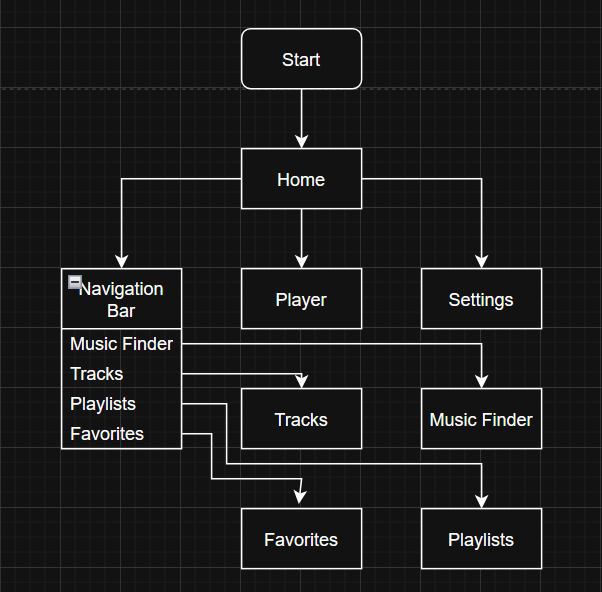 Start
Home
Navigation
Bar
Player
Settings
Music Finder
Tracks
Playlists
Favorites
Tracks
Music Finder
Favorites
Playlists